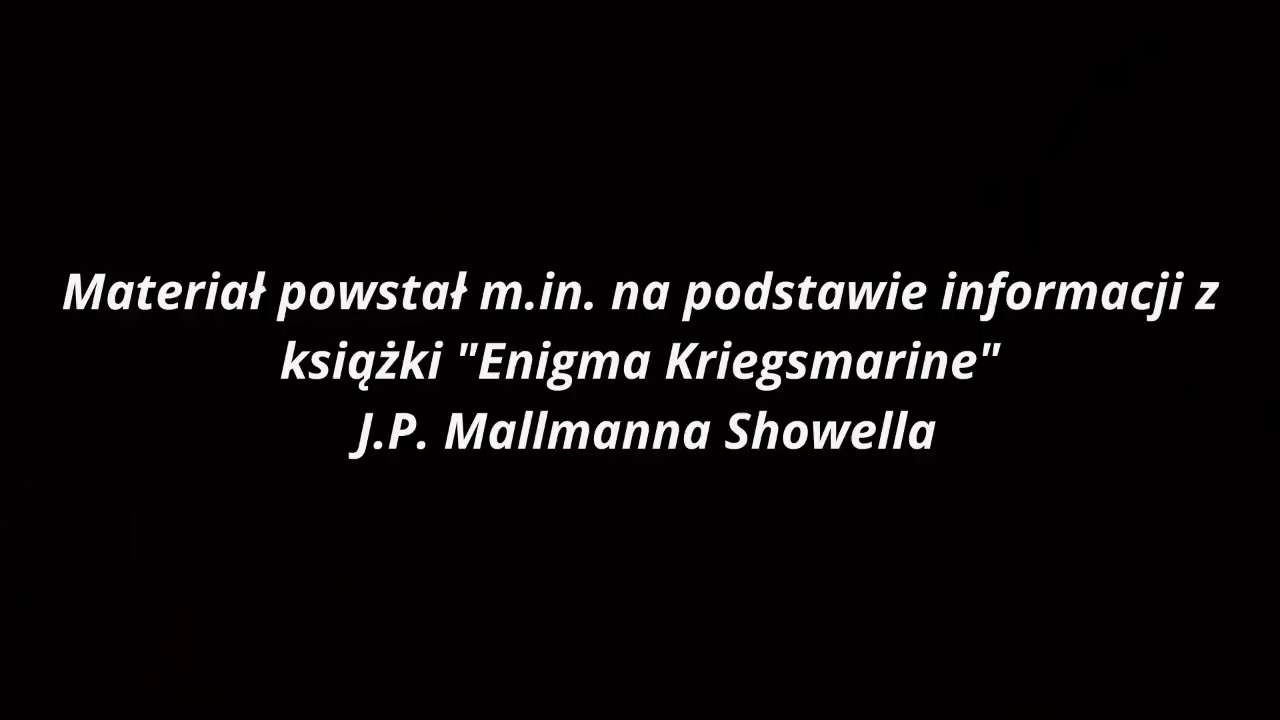 Materiał powstał m.in. na podstawie informacji z
książki "Enigma Kriegsmarine"
J.P. Mallmanna Showella